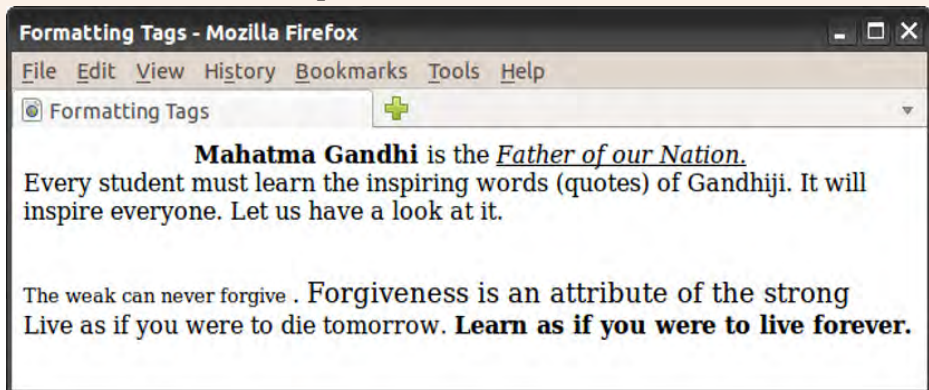 Formatting Tags - Mozilla Firefox
File Edit View History Bookmarks Tools Help
Formatting Tags
Mahatma Gandhi is the Father of our Nation.
Every student must learn the inspiring words (quotes) of Gandhiji. It will
inspire everyone. Let us have a look at it.
The weak can never forgive . Forgiveness is an attribute of the strong
Live as if you were to die tomorrow. Learn as if you were to live forever.